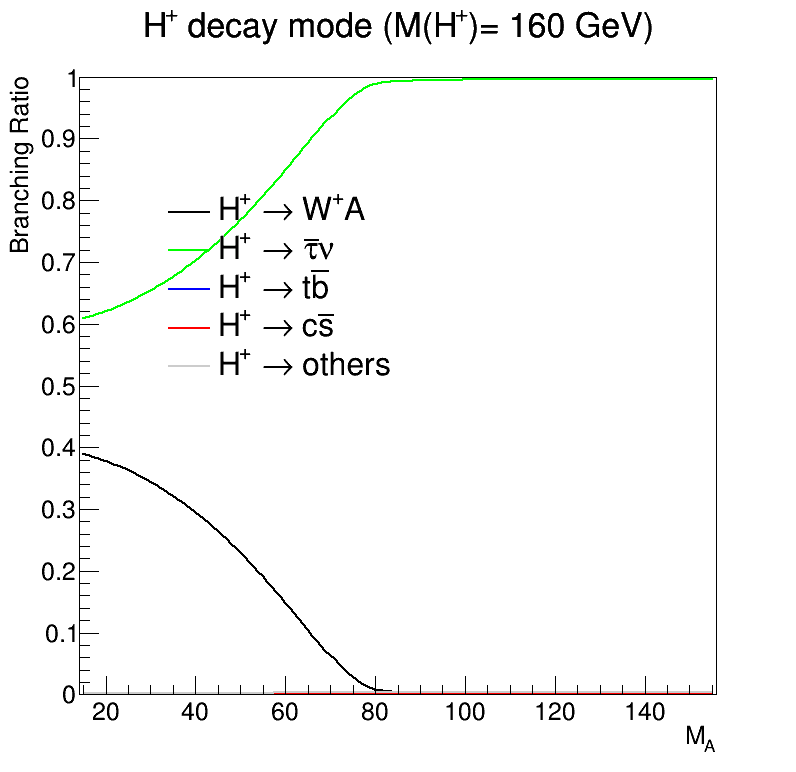 H⁺ decay mode (M(H⁺)= 160 GeV)
Branching Ratio
1
0.9
0.8
0.7
0.6
0.5
0.4
0.3
0.2
0.1
0
H⁺ → W⁺A
H⁺ → τ̅ν
H⁺ → tb̅
H⁺ → cs̅
H⁺ → others
20 40 60 80 100 120 140
M_A